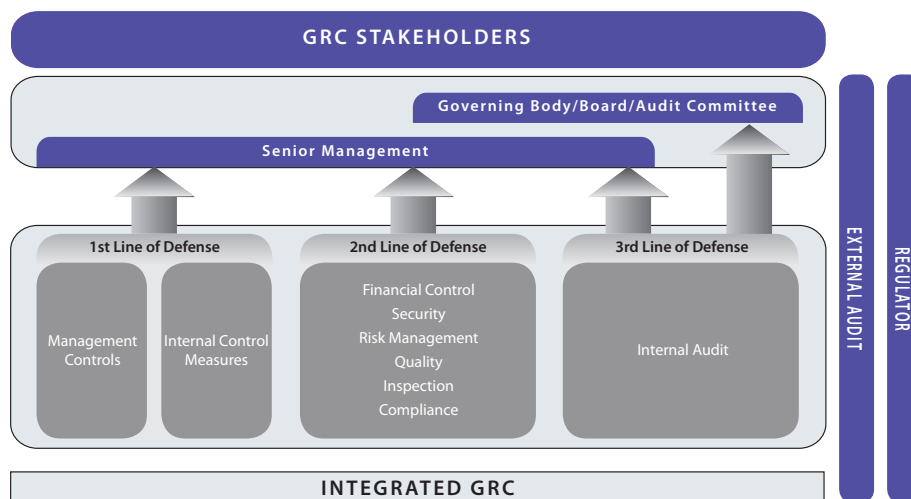 GRC STAKEHOLDERS
Governing Body/Board/Audit Committee
Senior Management
1st Line of Defense
2nd Line of Defense
3rd Line of Defense
Management
Controls
Internal Control
Measures
Financial Control
Security
Risk Management
Quality
Inspection
Compliance
Internal Audit
INTEGRATED GRC
EXTERNAL AUDIT
REGULATOR